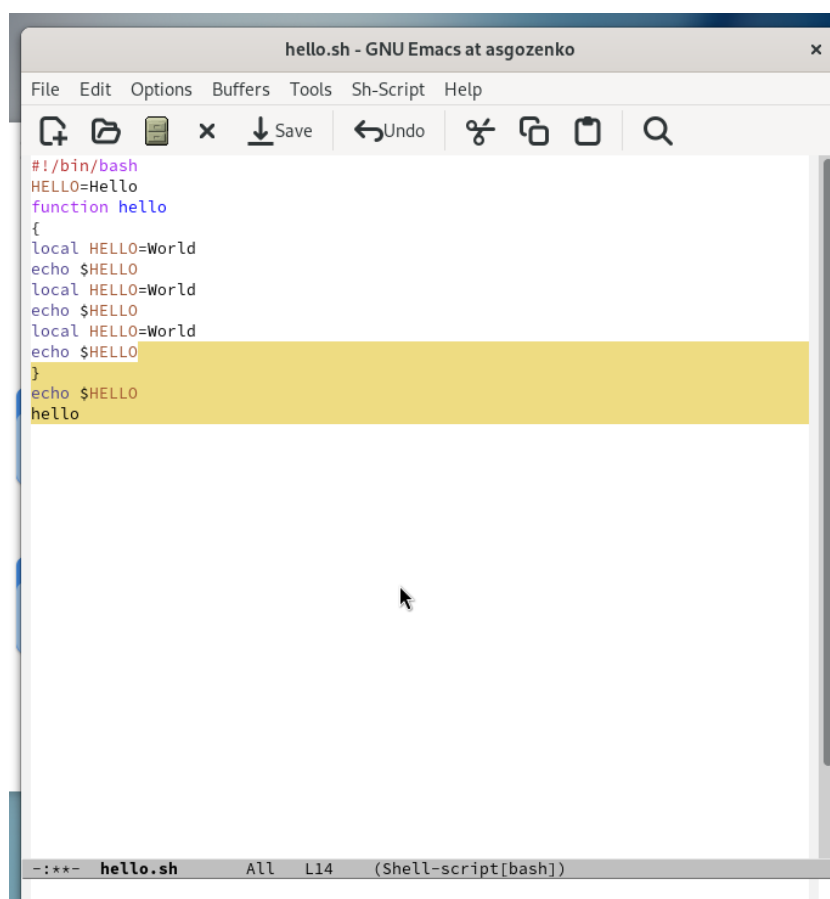 hello.sh - GNU Emacs at asgozenko
File Edit Options Buffers Tools Sh-Script Help
Save Undo
#!/bin/bash
HELLO=Hello
function hello
{
local HELLO=World
echo $HELLO
local HELLO=World
echo $HELLO
local HELLO=World
echo $HELLO
}
echo $HELLO
hello
-:**- hello.sh All L14 (Shell-script[bash])